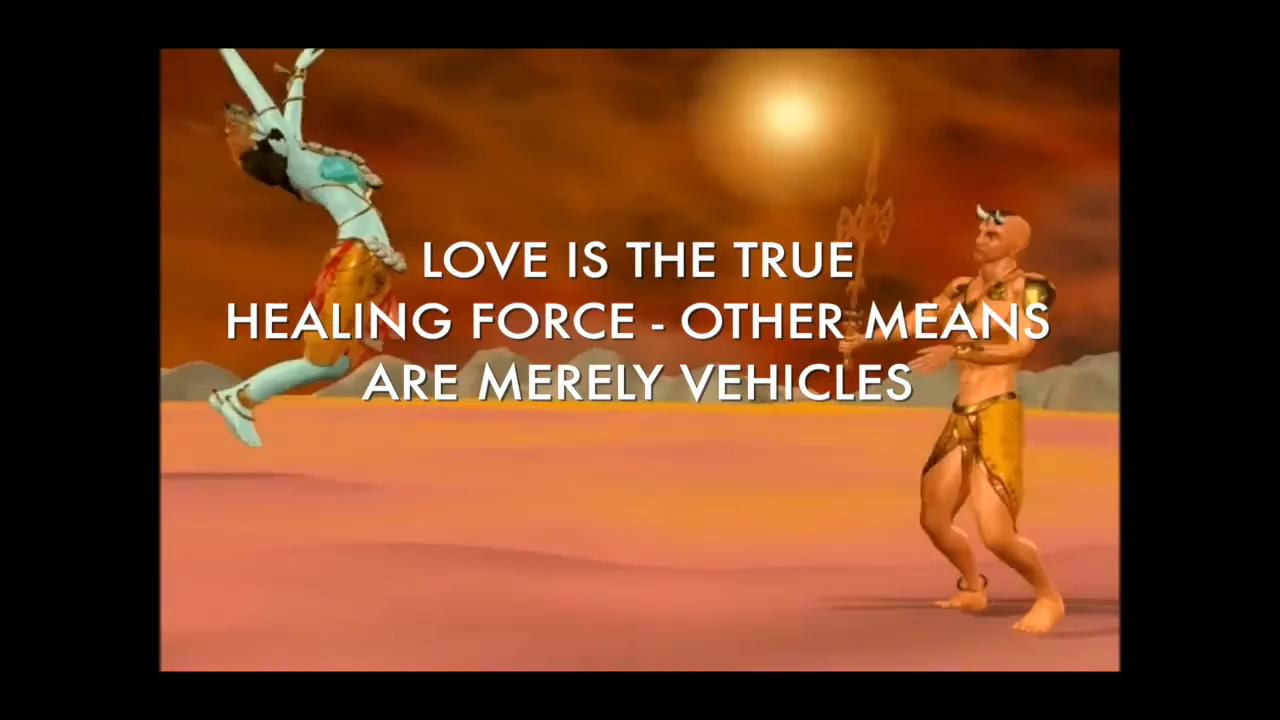 LOVE IS THE TRUE
HEALING FORCE - OTHER MEANS
ARE MERELY VEHICLES